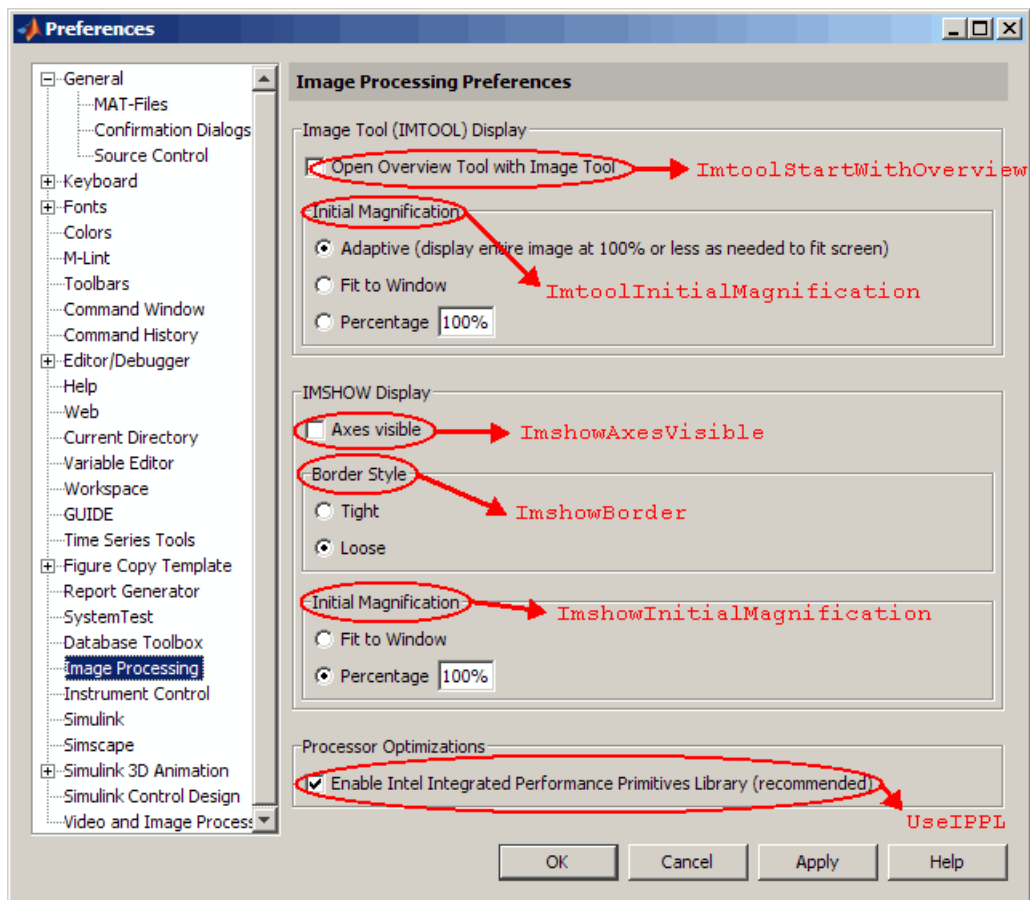 Preferences
General
MAT-Files
Confirmation Dialogs
Source Control
Keyboard
Fonts
Colors
M-Lint
Toolbars
Command Window
Command History
Editor/Debugger
Help
Web
Current Directory
Variable Editor
Workspace
GUIDE
Time Series Tools
Figure Copy Template
Report Generator
SystemTest
Database Toolbox
Image Processing
Instrument Control
Simulink
Simscape
Simulink 3D Animation
Simulink Control Design
Video and Image Process
Image Processing Preferences
Image Tool (IMTOOL) Display
Open Overview Tool with Image Tool
ImtoolStartWithOverview
Initial Magnification
Adaptive (display entire image at 100% or less as needed to fit screen)
Fit to Window
ImtoolInitialMagnification
Percentage 100%
IMSHOW Display
Axes visible
ImshowAxesVisible
Border Style
Tight
ImshowBorder
Loose
Initial Magnification
ImshowInitialMagnification
Fit to Window
Percentage 100%
Processor Optimizations
Enable Intel Integrated Performance Primitives Library (recommended)
UseIPPL
OK Cancel Apply Help